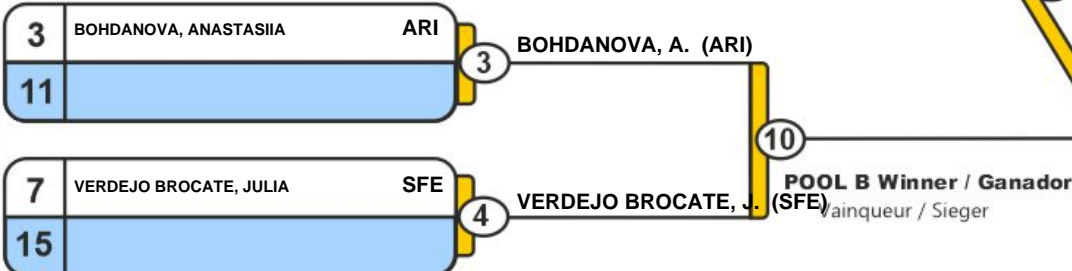 3 BOHDANOVA, ANASTASIIA ARI
11
3
BOHDANOVA, A. (ARI)
10
7 VERDEJO BROCATE, JULIA SFE
15
4
VERDEJO BROCATE, J. (SFE)
POOL B Winner / Ganador
Vainqueur / Sieger